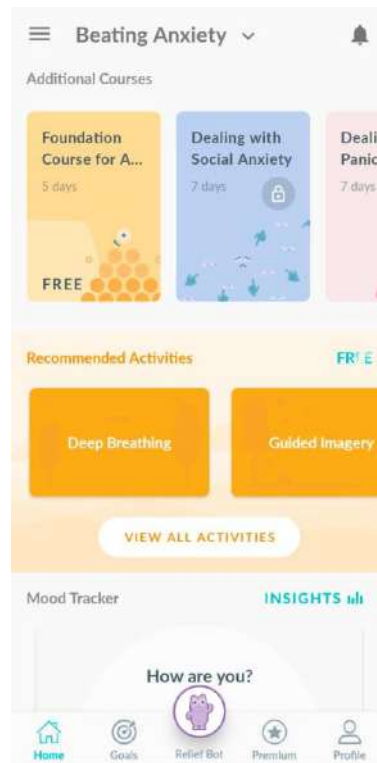 Beating Anxiety
Additional Courses
Foundation
Course for A...
5 days
FREE
Dealing with
Social Anxiety
7 days
Deali
Panic
7 days
Recommended Activities
FREE
Deep Breathing
Guided Imagery
VIEW ALL ACTIVITIES
Mood Tracker
INSIGHTS
How are you?
Home
Goals
Relief Bot
Premium
Profile